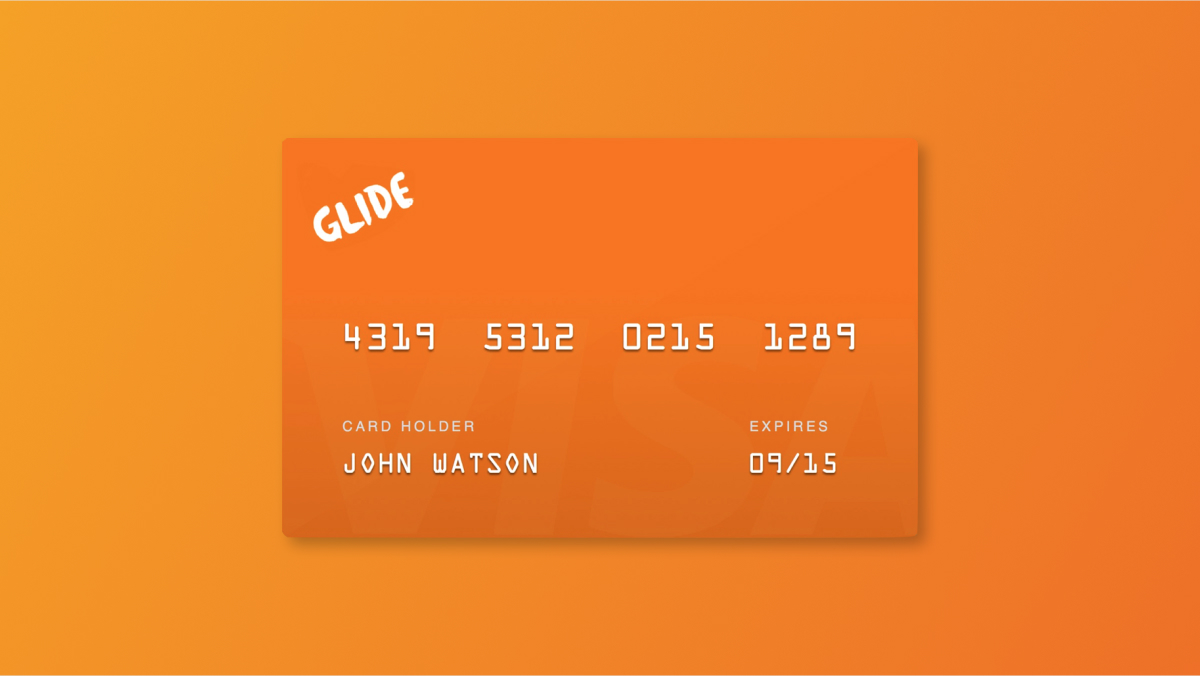 GLIDE
4319 5312 0215 1289
CARD HOLDER EXPIRES
JOHN WATSON 09/15
VISA